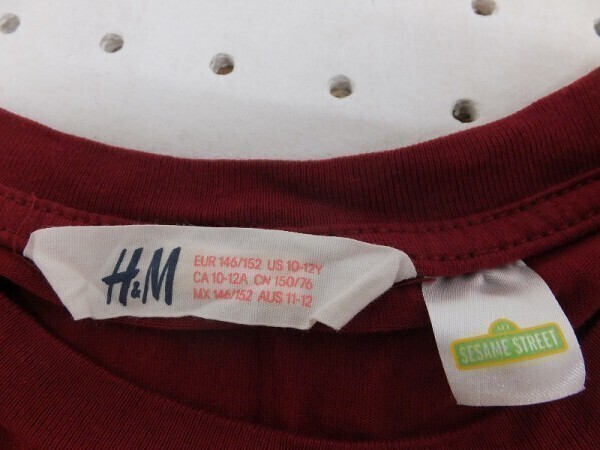 H&M
EUR 146/152 US 10-12Y
CA 10-12A CN 150/76
MX 146/152 AUS 11-12
SESAME STREET